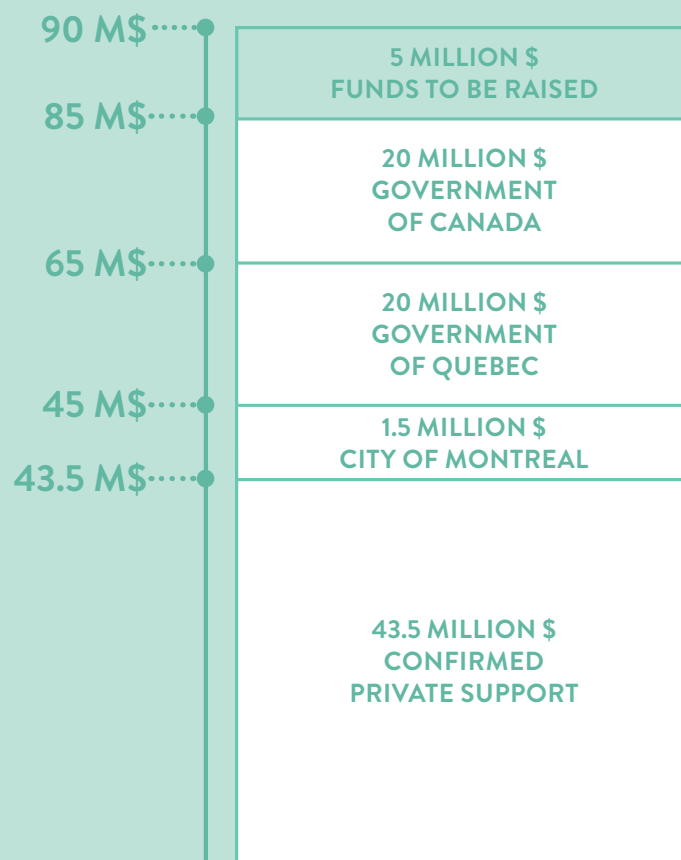 90 M$
5 MILLION $
FUNDS TO BE RAISED
85 M$
20 MILLION $
GOVERNMENT
OF CANADA
65 M$
20 MILLION $
GOVERNMENT
OF QUEBEC
45 M$
1.5 MILLION $
CITY OF MONTREAL
43.5 M$
43.5 MILLION $
CONFIRMED
PRIVATE SUPPORT